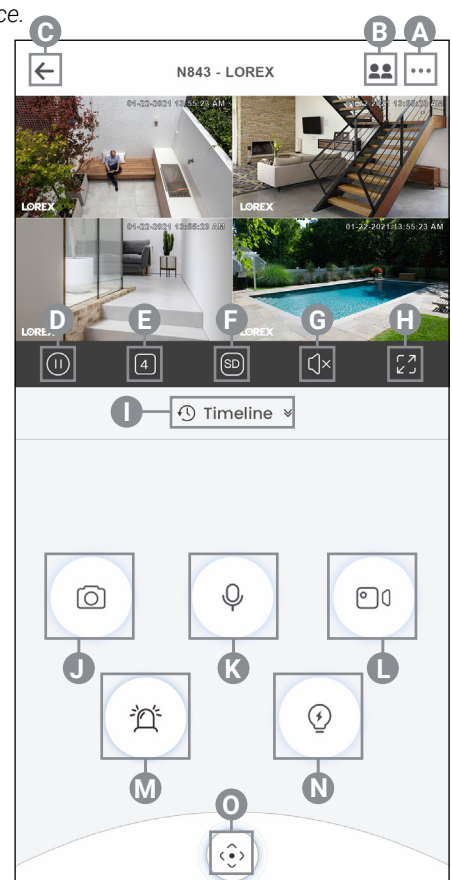 ce.
C
B
A
N843 - LOREX
01-22-2021 13:55:23 AM
LOREX
LOREX
01-22-2021 13:55:23 AM
01-22-2021 13:55:23 AM
LOREX
LOREX
D
E
F
G
H
4
SD
I
Timeline
J
K
L
M
N
O